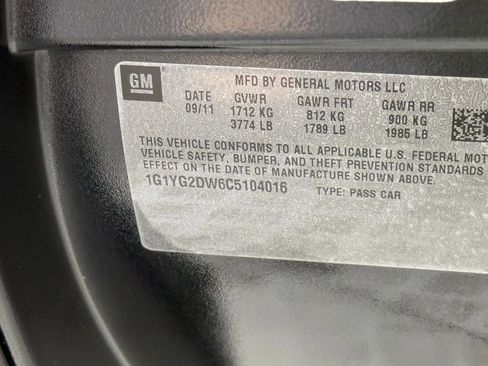 GM
MFD BY GENERAL MOTORS LLC
DATE GVWR GAWR FRT GAWR RR
09/11 1712 KG 812 KG 900 KG
3774 LB 1789 LB 1985 LB
THIS VEHICLE CONFORMS TO ALL APPLICABLE U.S. FEDERAL MOTO
VEHICLE SAFETY, BUMPER, AND THEFT PREVENTION STANDARDS
EFFECT ON THE DATE OF MANUFACTURE SHOWN ABOVE.
1G1YG2DW6C5104016 TYPE: PASS CAR